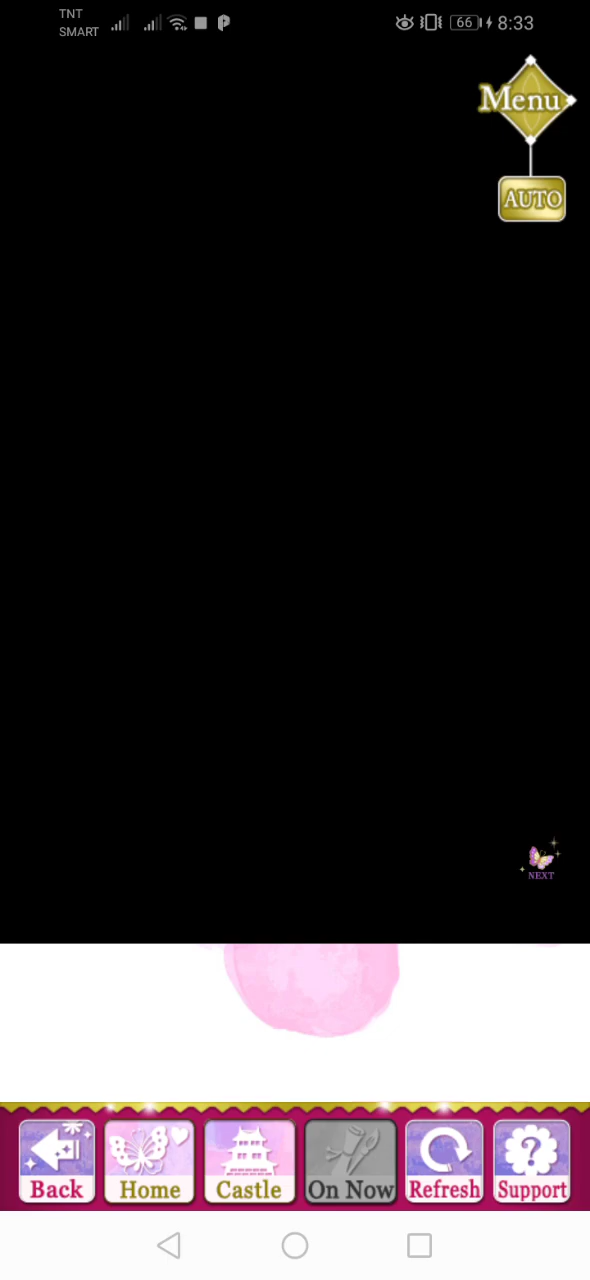 TNT
SMART
66
8:33
Menu
AUTO
NEXT
Back
Home
Castle
On Now
Refresh
Support